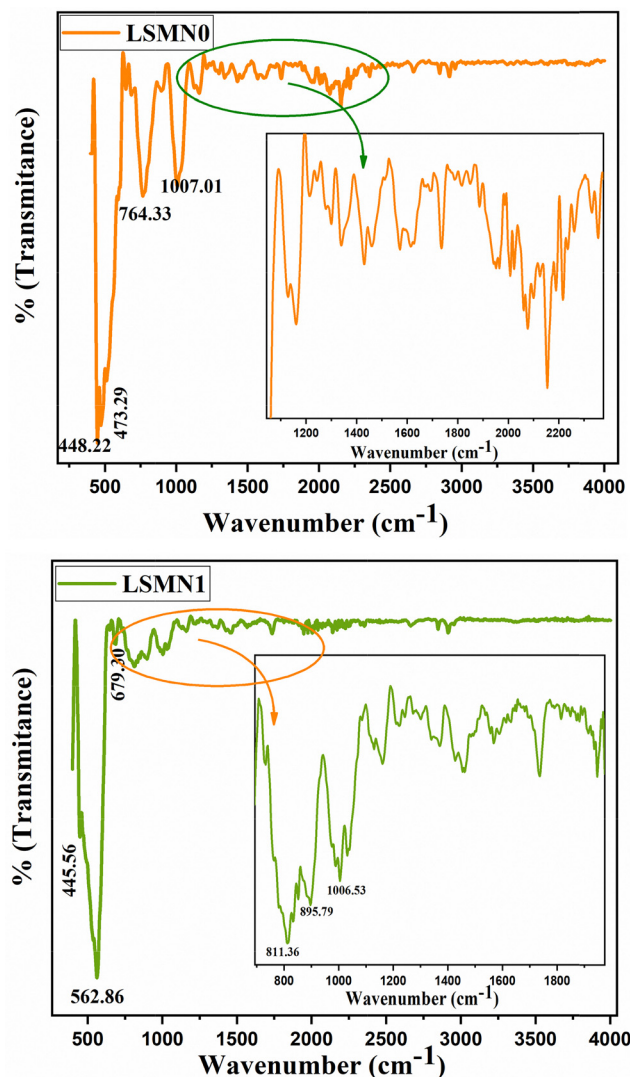 LSMN0
% (Transmitance)
1007.01
764.33
473.29
448.22
1200 1400 1600 1800 2000 2200
Wavenumber (cm-1)
500 1000 1500 2000 2500 3000 3500 4000
Wavenumber (cm-1)
LSMN1
% (Transmitance)
679.30
445.56
562.86
1006.53
895.79
811.36
800 1000 1200 1400 1600 1800
Wavenumber (cm-1)
500 1000 1500 2000 2500 3000 3500 4000
Wavenumber (cm-1)